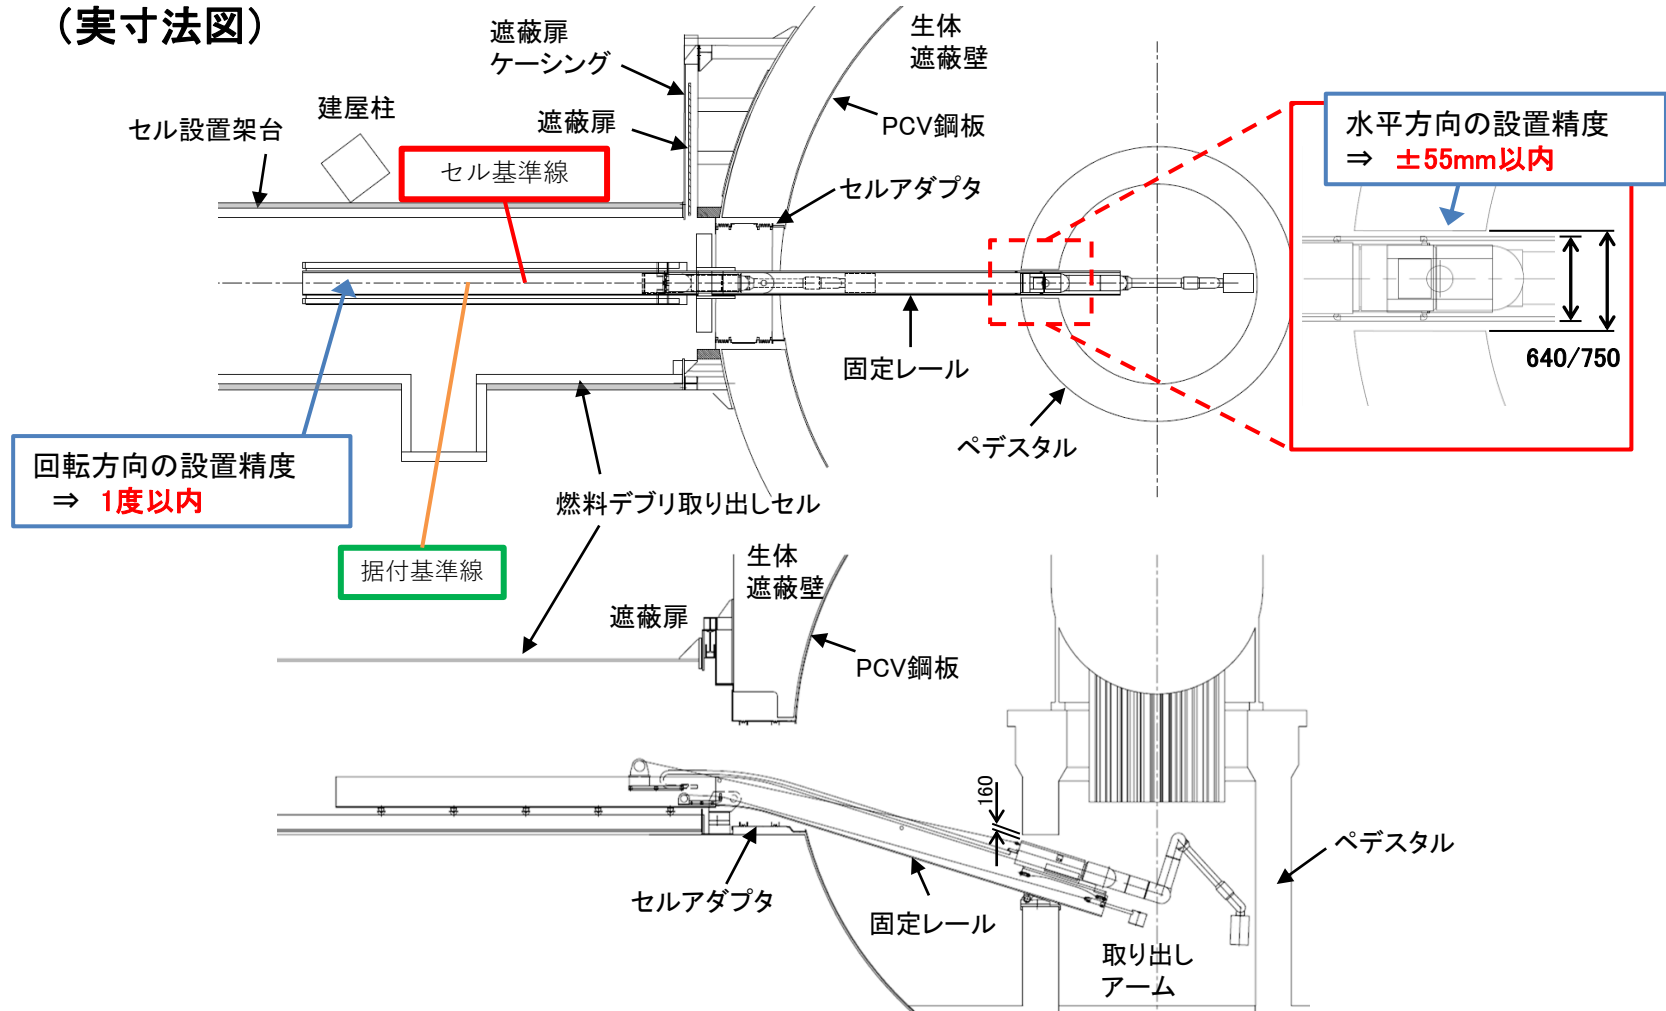 （実寸法図）
遮蔽扉
ケーシング
生体
遮蔽壁
建屋柱
セル設置架台
遮蔽扉
PCV鋼板
水平方向の設置精度
⇒ ±55mm以内
セル基準線
セルアダプタ
640/750
固定レール
ペデスタル
回転方向の設置精度
⇒ 1度以内
燃料デブリ取り出しセル
据付基準線
生体
遮蔽壁
遮蔽扉
PCV鋼板
160
ペデスタル
セルアダプタ
固定レール
取り出し
アーム